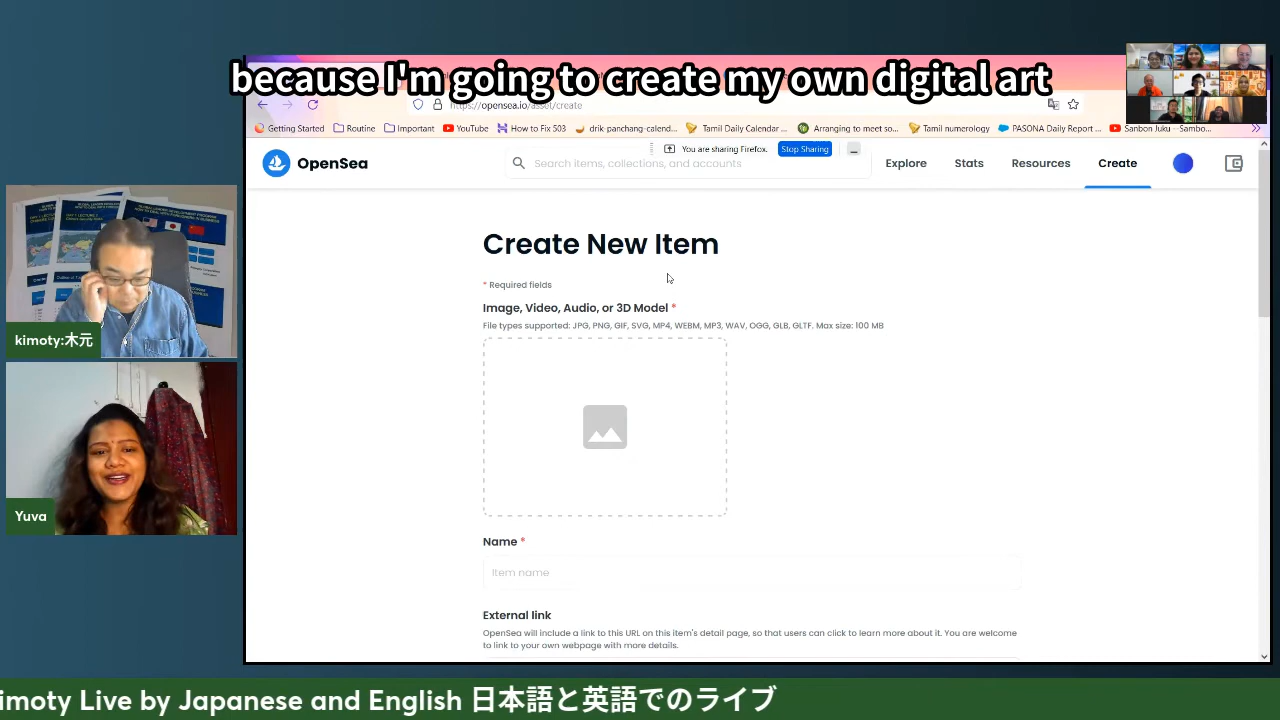 because I'm going to create my own digital art
https://opensea.io/asset/create
Getting Started
Routine
Important
YouTube
How to Fix 503
drik-panchang-calend...
Tamil Daily Calendar ...
Arranging to meet so...
Tamil numerology
PASONA Daily Report ...
Sanbon Juku -- Sambo...
You are sharing Firefox.
Stop Sharing
OpenSea
Search items, collections, and accounts
Explore
Stats
Resources
Create
Create New Item
* Required fields
Image, Video, Audio, or 3D Model *
File types supported: JPG, PNG, GIF, SVG, MP4, WEBM, MP3, WAV, OGG, GLB, GLTF. Max size: 100 MB
Name *
Item name
External link
OpenSea will include a link to this URL on this item's detail page, so that users can click to learn more about it. You are welcome
to link to your own webpage with more details.
kimoty:木元
Yuva
imoty Live by Japanese and English 日本語と英語でのライブ